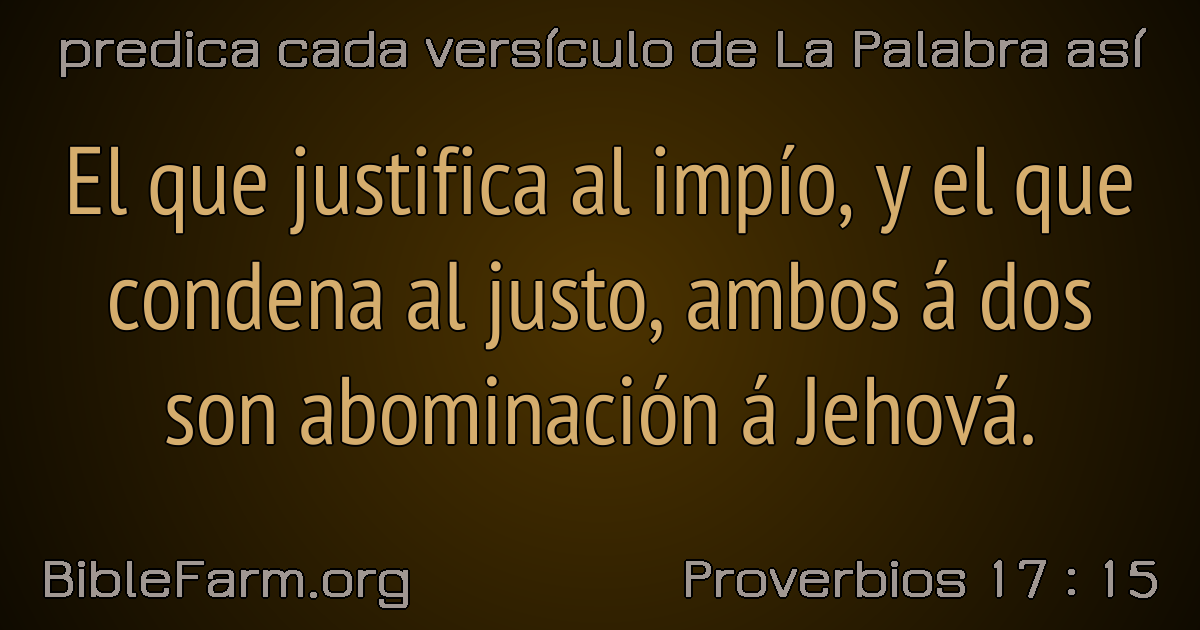 predica cada versículo de La Palabra así
El que justifica al impío, y el que
condena al justo, ambos á dos
son abominación á Jehová.
BibleFarm.org
Proverbios 17 : 15